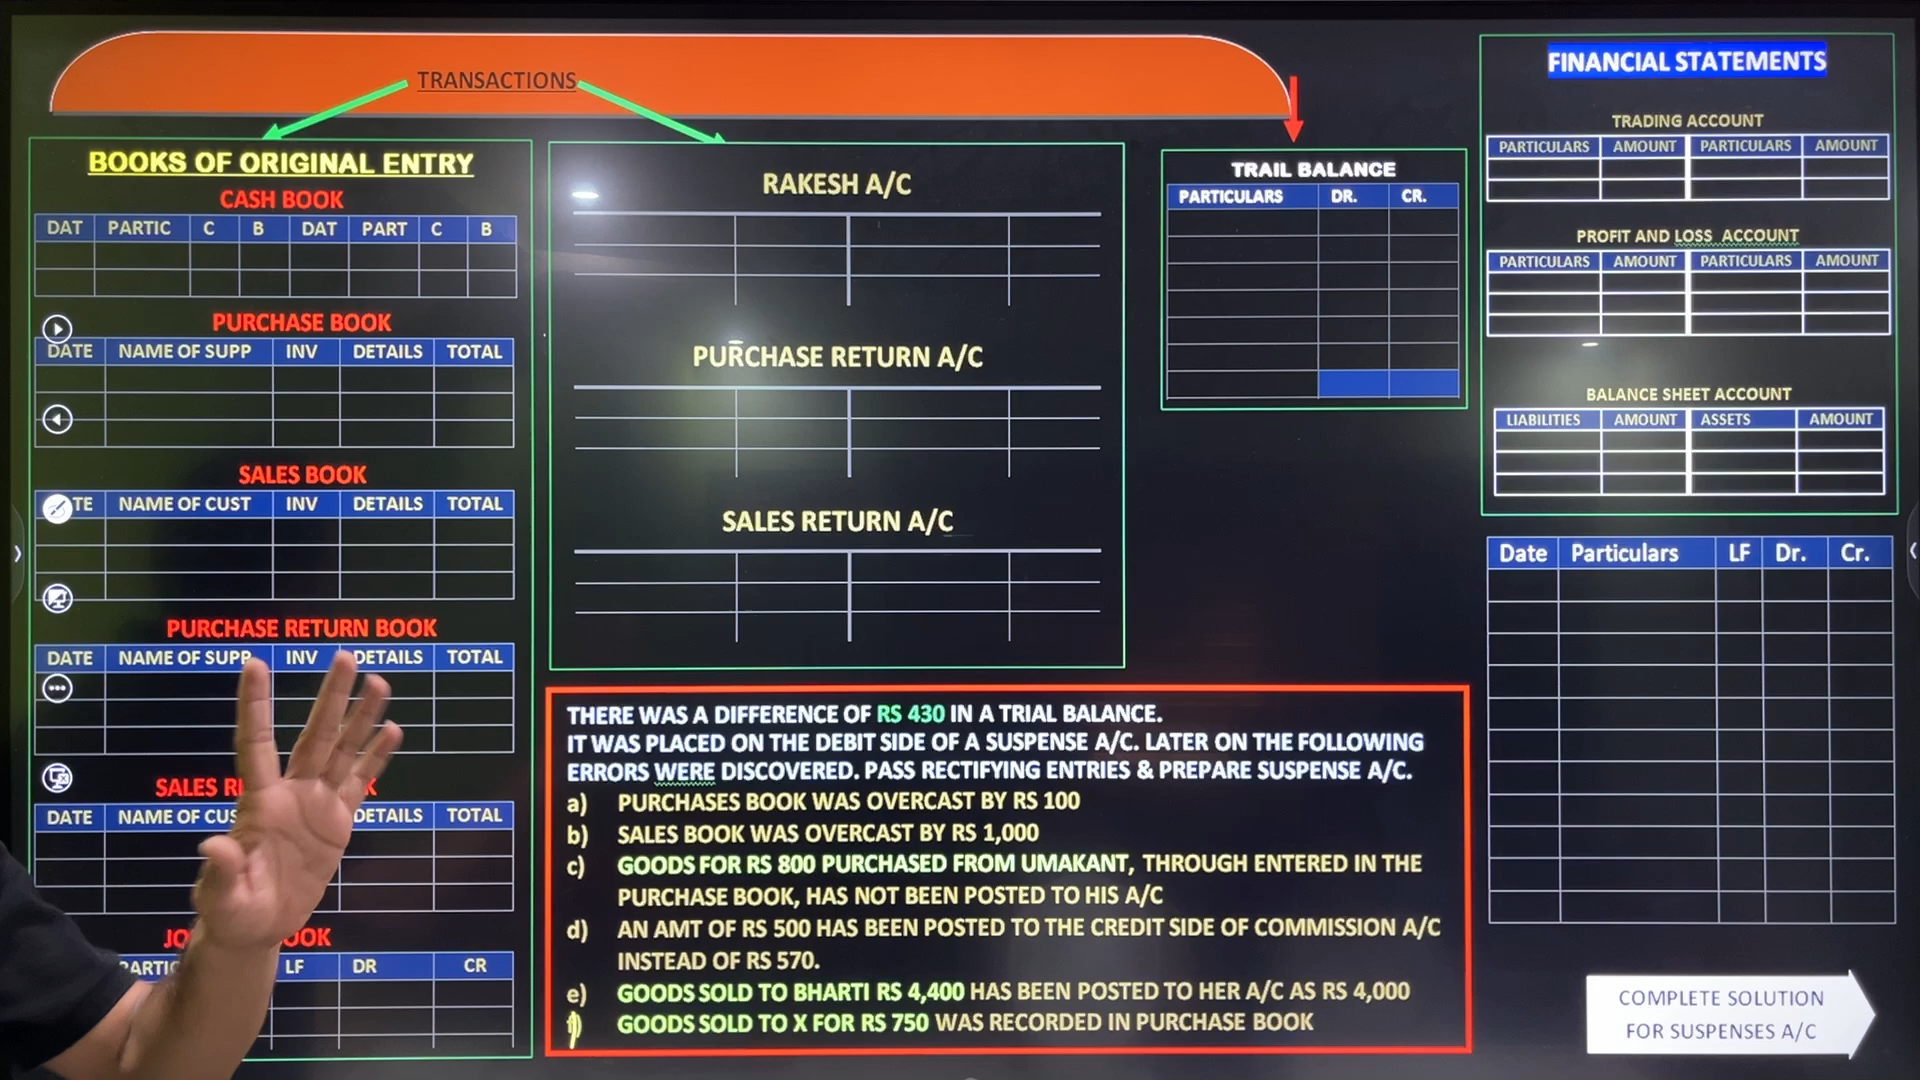 TRANSACTIONS
BOOKS OF ORIGINAL ENTRY
CASH BOOK
DAT PARTIC C B DAT PART C B
PURCHASE BOOK
DATE NAME OF SUPP INV DETAILS TOTAL
SALES BOOK
TE NAME OF CUST INV DETAILS TOTAL
PURCHASE RETURN BOOK
DATE NAME OF SUPP INV DETAILS TOTAL
SALES RE K
DATE NAME OF CUS DETAILS TOTAL
JO OOK
PARTIC LF DR CR
RAKESH A/C
PURCHASE RETURN A/C
SALES RETURN A/C
TRAIL BALANCE
PARTICULARS DR. CR.
FINANCIAL STATEMENTS
TRADING ACCOUNT
PARTICULARS AMOUNT PARTICULARS AMOUNT
PROFIT AND LOSS ACCOUNT
PARTICULARS AMOUNT PARTICULARS AMOUNT
BALANCE SHEET ACCOUNT
LIABILITIES AMOUNT ASSETS AMOUNT
Date Particulars LF Dr. Cr.
THERE WAS A DIFFERENCE OF RS 430 IN A TRIAL BALANCE.
IT WAS PLACED ON THE DEBIT SIDE OF A SUSPENSE A/C. LATER ON THE FOLLOWING
ERRORS WERE DISCOVERED. PASS RECTIFYING ENTRIES & PREPARE SUSPENSE A/C.
a) PURCHASES BOOK WAS OVERCAST BY RS 100
b) SALES BOOK WAS OVERCAST BY RS 1,000
c) GOODS FOR RS 800 PURCHASED FROM UMAKANT, THROUGH ENTERED IN THE
PURCHASE BOOK, HAS NOT BEEN POSTED TO HIS A/C
d) AN AMT OF RS 500 HAS BEEN POSTED TO THE CREDIT SIDE OF COMMISSION A/C
INSTEAD OF RS 570.
e) GOODS SOLD TO BHARTI RS 4,400 HAS BEEN POSTED TO HER A/C AS RS 4,000
f) GOODS SOLD TO X FOR RS 750 WAS RECORDED IN PURCHASE BOOK
COMPLETE SOLUTION
FOR SUSPENSES A/C